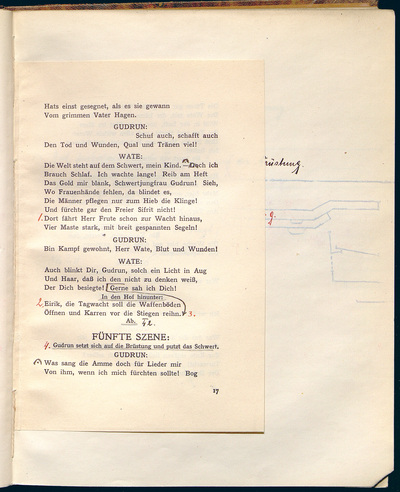 Hats einst gesegnet, als es sie gewann
Vom grimmen Vater Hagen.
GUDRUN:
Schuf auch, schafft auch
Den Tod und Wunden, Qual und Tränen viel!
WATE:
Die Welt steht auf dem Schwert, mein Kind. — Doch ich
Brauch Schlaf. Ich wachte lange! Reib am Heft
Das Gold mir blank, Schwertjungfrau Gudrun! Sieh,
Wo Frauenhände fehlen, da blindet es,
Die Männer pflegen nur zum Hieb die Klinge!
Und fürchte gar den Freier Sifrit nicht!
1. Dort fährt Herr Frute schon zur Wacht hinaus,
Vier Maste stark, mit breit gespannten Segeln!
GUDRUN:
Bin Kampf gewohnt, Herr Wate, Blut und Wunden!
WATE:
Auch blinkt Dir, Gudrun, solch ein Licht in Aug
Und Haar, daß ich den nicht zu denken weiß,
Der Dich besiegte! Gerne sah ich Dich!
In den Hof hinunter:
2. Eirik, die Tagwacht soll die Waffenböden
Öffnen und Karren vor die Stiegen reihn. 3.
Ab.
FÜNFTE SZENE:
4. Gudrun setzt sich auf die Brüstung und putzt das Schwert.
GUDRUN:
Was sang die Amme doch für Lieder mir
Von ihm, wenn ich mich fürchten sollte! Bog
17